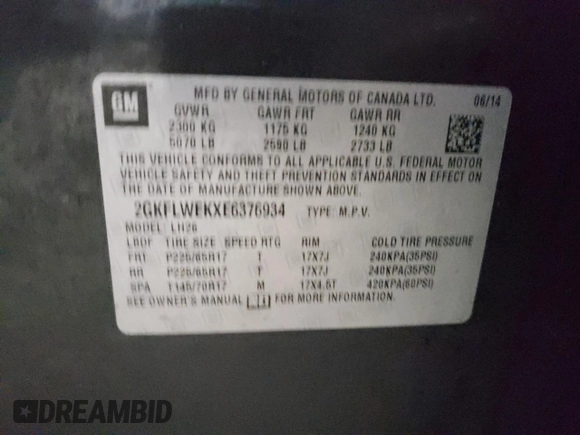 GM
MFD BY GENERAL MOTORS OF CANADA LTD. 06/14
GVWR GAWR FRT GAWR RR
2300 KG 1175 KG 1240 KG
5070 LB 2590 LB 2733 LB
THIS VEHICLE CONFORMS TO ALL APPLICABLE U.S. FEDERAL MOTOR
VEHICLE SAFETY AND THEFT PREVENTION STANDARDS IN EFFECT ON
THE DATE OF MANUFACTURE SHOWN ABOVE.
2GKFLWEKXE6376934 TYPE: M.P.V.
MODEL: LH26
LBDF TIRE SIZE SPEED RTG RIM COLD TIRE PRESSURE
FRT P225/65R17 T 17X7J 240KPA(35PSI)
RR P225/65R17 T 17X7J 240KPA(35PSI)
SPA T145/70R17 M 17X4.5T 420KPA(60PSI)
SEE OWNER'S MANUAL FOR MORE INFORMATION.
DREAMBID